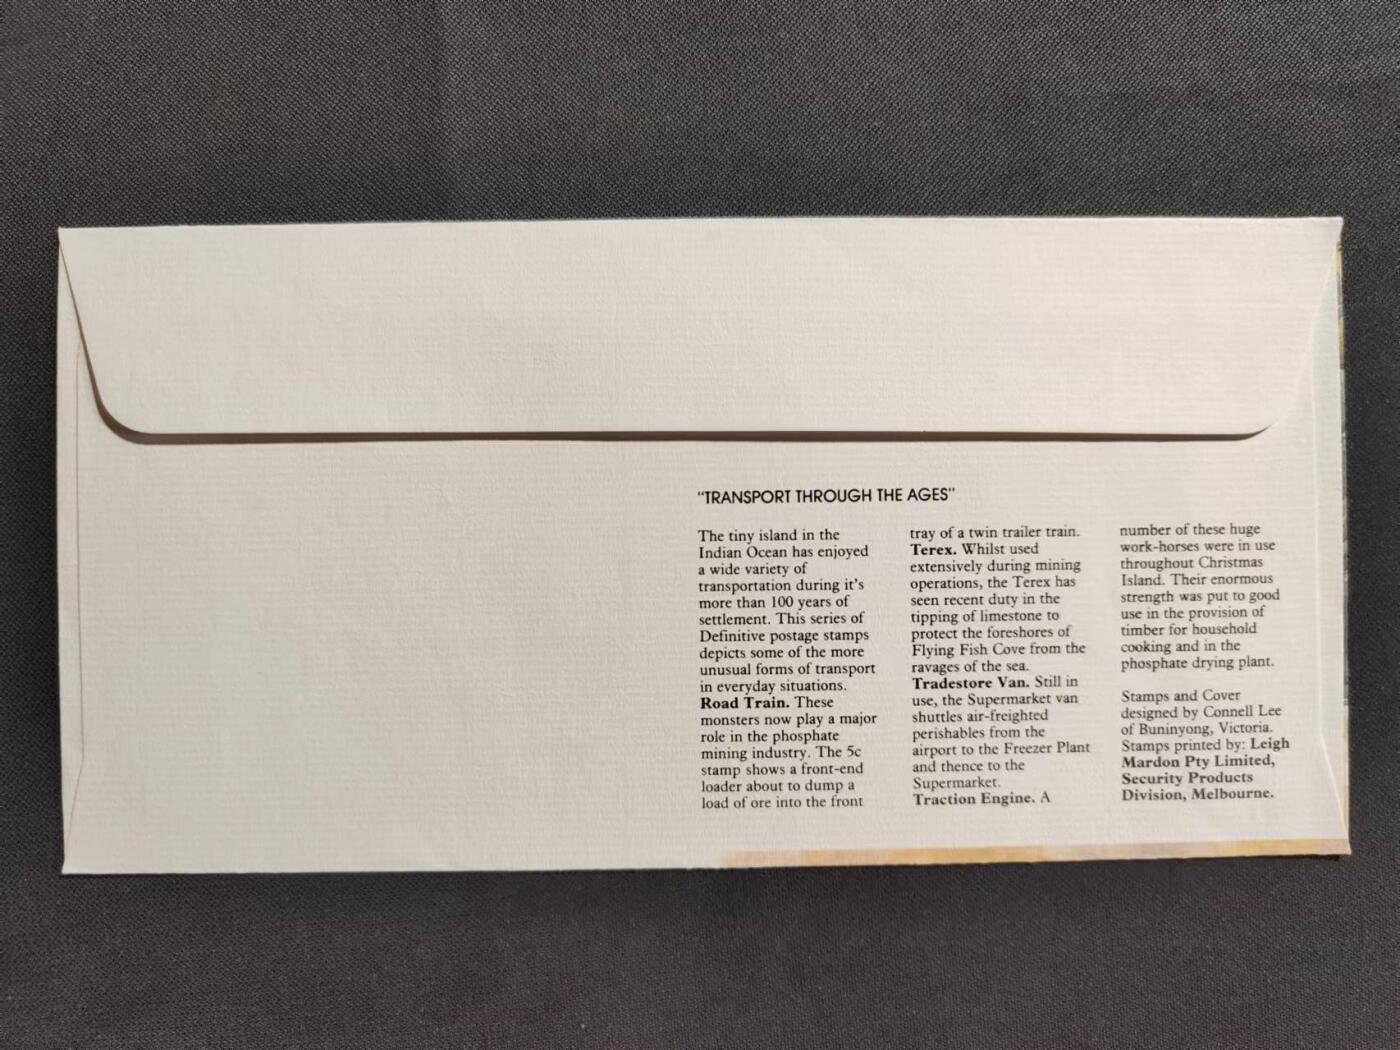 "TRANSPORT THROUGH THE AGES"
The tiny island in the
Indian Ocean has enjoyed
a wide variety of
transportation during it's
more than 100 years of
settlement. This series of
Definitive postage stamps
depicts some of the more
unusual forms of transport
in everyday situations.
Road Train. These
monsters now play a major
role in the phosphate
mining industry. The 5c
stamp shows a front-end
loader about to dump a
load of ore into the front
tray of a twin trailer train.
Terex. Whilst used
extensively during mining
operations, the Terex has
seen recent duty in the
tipping of limestone to
protect the foreshores of
Flying Fish Cove from the
ravages of the sea.
Tradestore Van. Still in
use, the Supermarket van
shuttles air-freighted
perishables from the
airport to the Freezer Plant
and thence to the
Supermarket.
Traction Engine. A
number of these huge
work-horses were in use
throughout Christmas
Island. Their enormous
strength was put to good
use in the provision of
timber for household
cooking and in the
phosphate drying plant.
Stamps and Cover
designed by Connell Lee
of Buninyong, Victoria.
Stamps printed by: Leigh
Mardon Pty Limited,
Security Products
Division, Melbourne.